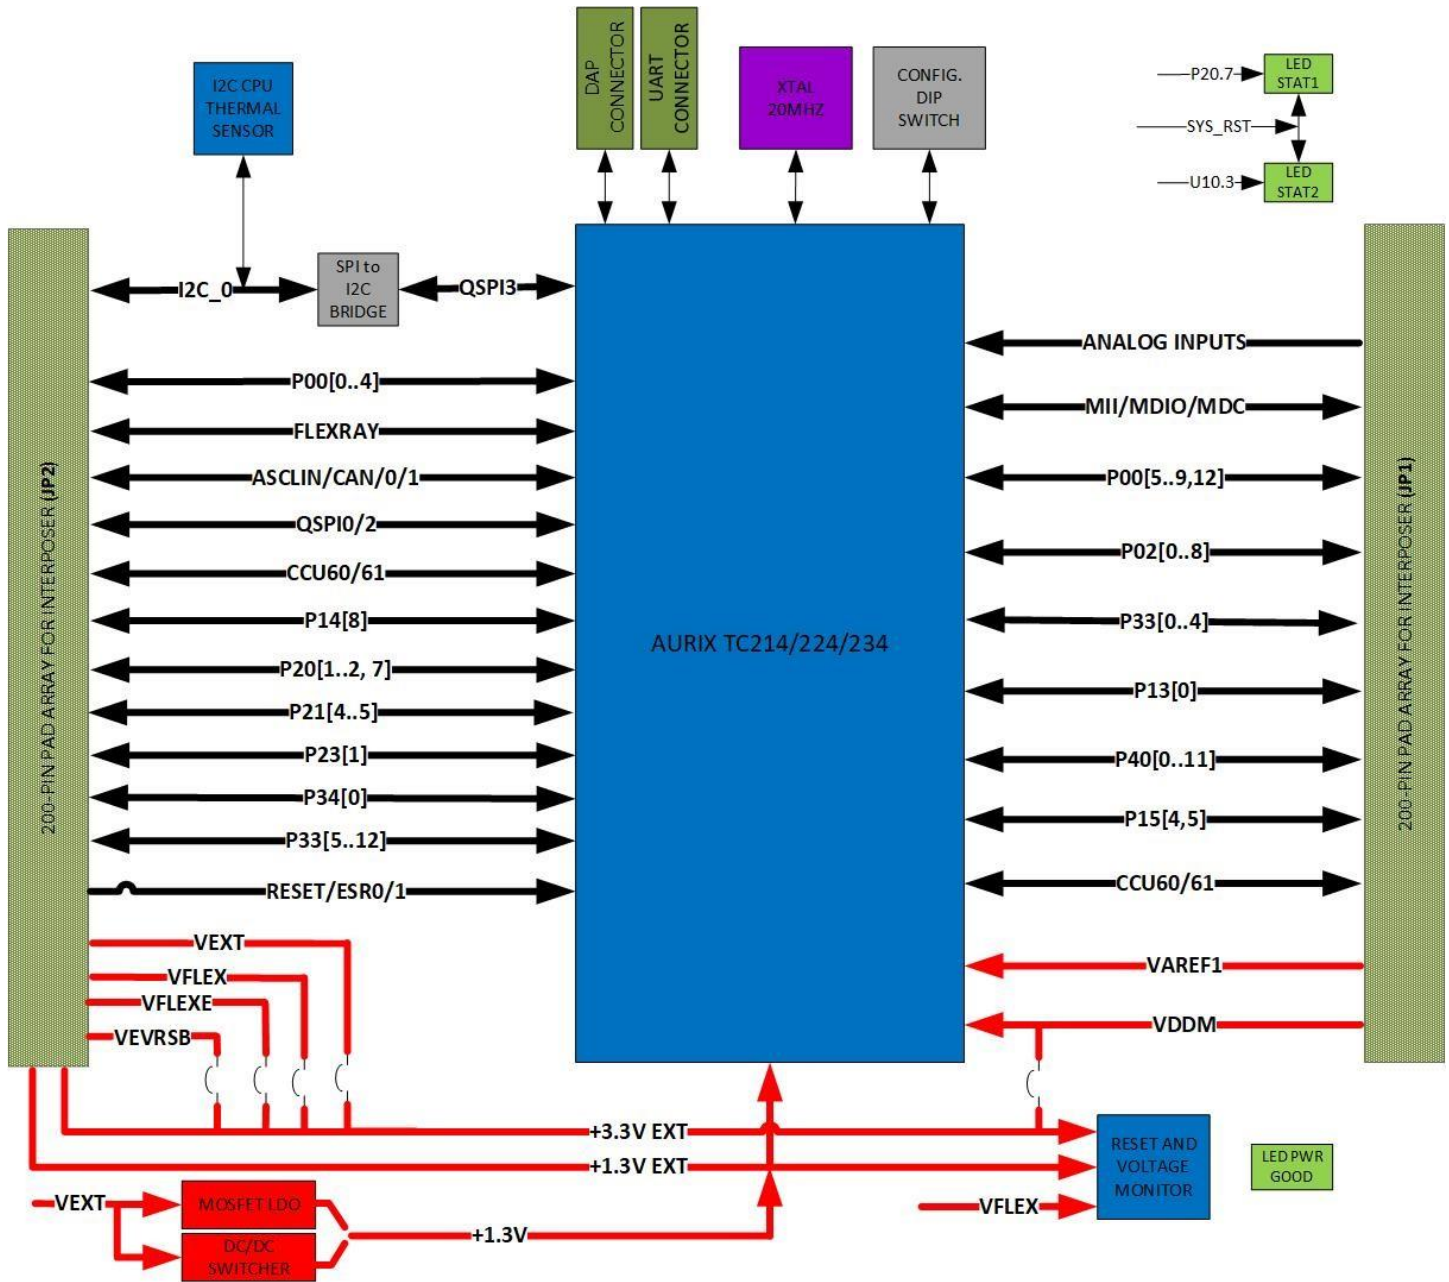 DAP
CONNECTOR
UART
CONNECTOR
XTAL
20MHZ
CONFIG.
DIP
SWITCH
I2C CPU
THERMAL
SENSOR
P20.7
LED
STAT1
SYS_RST
U10.3
LED
STAT2
I2C_0
SPI to
I2C
BRIDGE
QSPI3
P00[0..4]
FLEXRAY
ASCLIN/CAN/0/1
QSPI0/2
CCU60/61
P14[8]
P20[1..2, 7]
P21[4..5]
P23[1]
P34[0]
P33[5..12]
RESET/ESR0/1
200-PIN PAD ARRAY FOR INTERPOSER (JP2)
AURIX TC214/224/234
ANALOG INPUTS
MII/MDIO/MDC
P00[5..9,12]
P02[0..8]
P33[0..4]
P13[0]
P40[0..11]
P15[4,5]
CCU60/61
VAREF1
VDDM
200-PIN PAD ARRAY FOR INTERPOSER (JP1)
VEXT
VFLEX
VFLEXE
VEVRSB
+3.3V EXT
+1.3V EXT
RESET AND
VOLTAGE
MONITOR
LED PWR
GOOD
VEXT
MOSFET LDO
DC/DC
SWITCHER
+1.3V
VFLEX